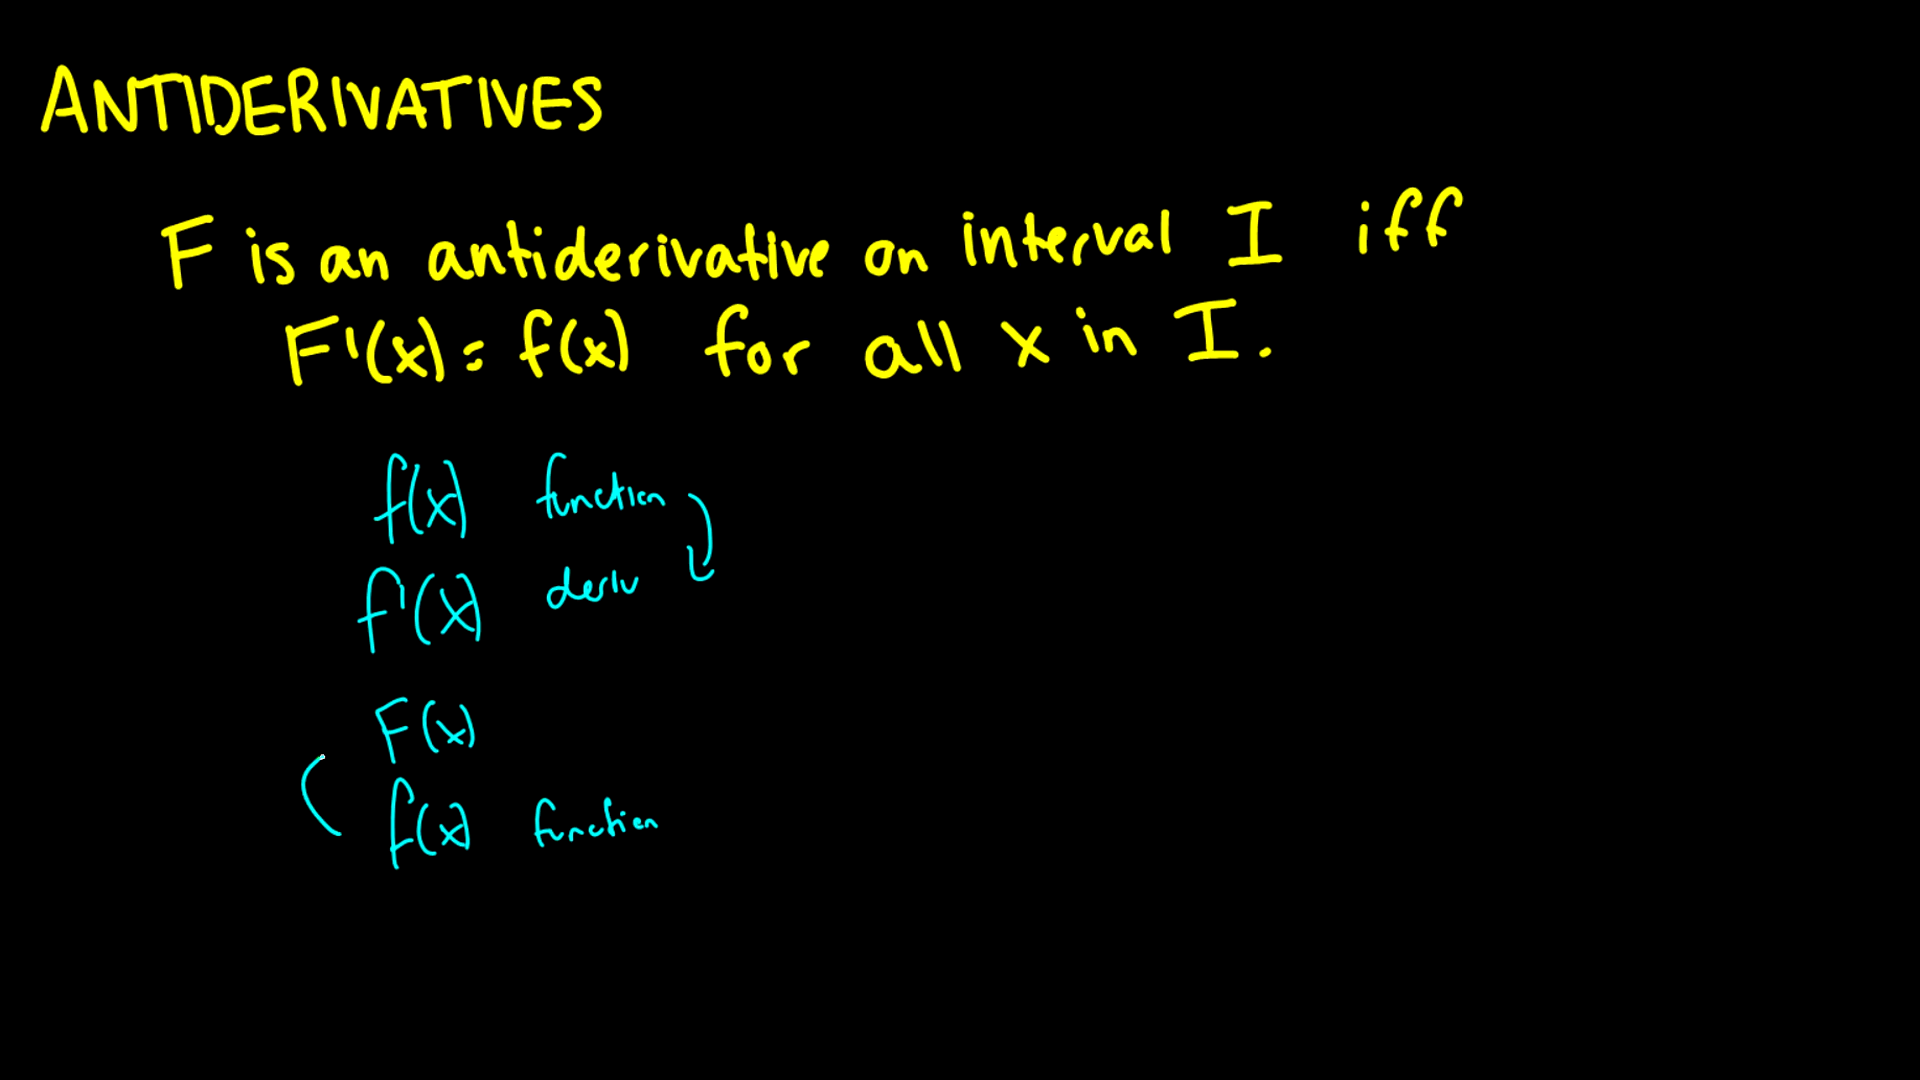 ANTIDERIVATIVES
F is an antiderivative on interval I iff
F'(x) = f(x) for all x in I.
f(x) function
f'(x) deriv
F(x)
f(x) function